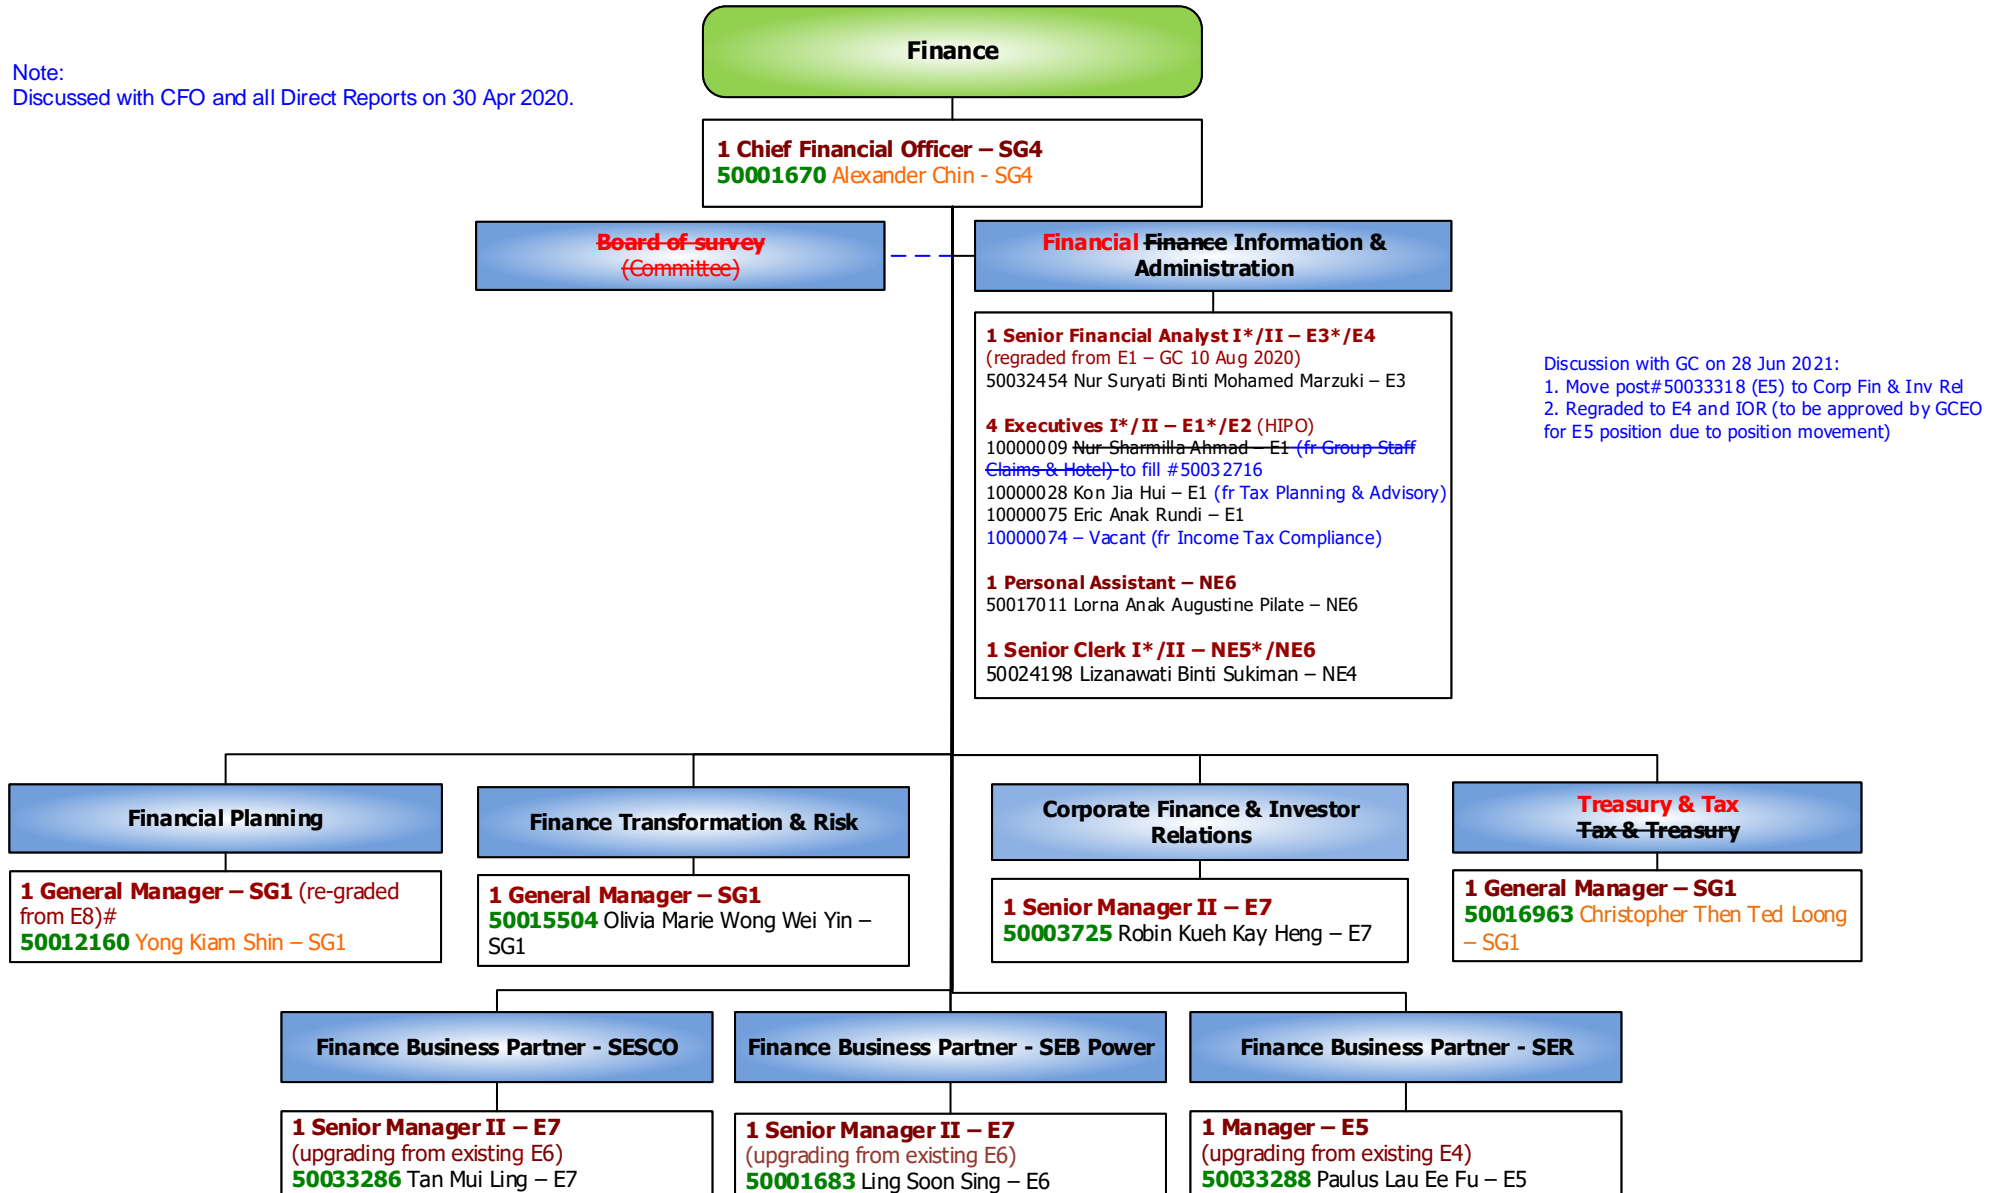 Finance
Note:
Discussed with CFO and all Direct Reports on 30 Apr 2020.
1 Chief Financial Officer – SG4
50001670 Alexander Chin - SG4
Board of survey
(Committee)
Financial Finance Information &
Administration
1 Senior Financial Analyst I*/II – E3*/E4
(regraded from E1 – GC 10 Aug 2020)
50032454 Nur Suryati Binti Mohamed Marzuki – E3
4 Executives I*/II – E1*/E2 (HIPO)
10000009 Nur Sharmilla Ahmad – E1 (fr Group Staff
Claims & Hotel) to fill #50032716
10000028 Kon Jia Hui – E1 (fr Tax Planning & Advisory)
10000075 Eric Anak Rundi – E1
10000074 – Vacant (fr Income Tax Compliance)
1 Personal Assistant – NE6
50017011 Lorna Anak Augustine Pilate – NE6
1 Senior Clerk I*/II – NE5*/NE6
50024198 Lizanawati Binti Sukiman – NE4
Discussion with GC on 28 Jun 2021:
1. Move post#50033318 (E5) to Corp Fin & Inv Rel
2. Regraded to E4 and IOR (to be approved by GCEO
for E5 position due to position movement)
Financial Planning
1 General Manager – SG1 (re-graded
from E8)#
50012160 Yong Kiam Shin – SG1
Finance Transformation & Risk
1 General Manager – SG1
50015504 Olivia Marie Wong Wei Yin –
SG1
Corporate Finance & Investor
Relations
1 Senior Manager II – E7
50003725 Robin Kueh Kay Heng – E7
Treasury & Tax
Tax & Treasury
1 General Manager – SG1
50016963 Christopher Then Ted Loong
– SG1
Finance Business Partner - SESCO
1 Senior Manager II – E7
(upgrading from existing E6)
50033286 Tan Mui Ling – E7
Finance Business Partner - SEB Power
1 Senior Manager II – E7
(upgrading from existing E6)
50001683 Ling Soon Sing – E6
Finance Business Partner - SER
1 Manager – E5
(upgrading from existing E4)
50033288 Paulus Lau Ee Fu – E5